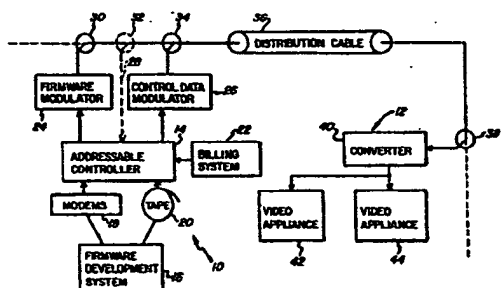 30
32
34
36
DISTRIBUTION CABLE
28
FIRMWARE
MODULATOR
CONTROL DATA
MODULATOR
24
26
12
38
14
22
40
ADDRESSABLE
CONTROLLER
BILLING
SYSTEM
CONVERTER
MODEMS
TAPE
18
20
10
VIDEO
APPLIANCE
VIDEO
APPLIANCE
42
44
FIRMWARE
DEVELOPMENT
SYSTEM
16